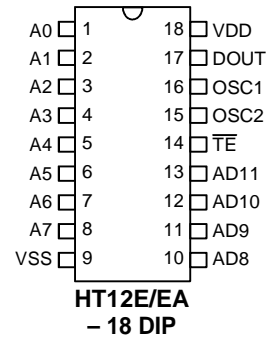 A0 1 18 VDD
A1 2 17 DOUT
A2 3 16 OSC1
A3 4 15 OSC2
A4 5 14 T̅E̅
A5 6 13 AD11
A6 7 12 AD10
A7 8 11 AD9
VSS 9 10 AD8
HT12E/EA
– 18 DIP